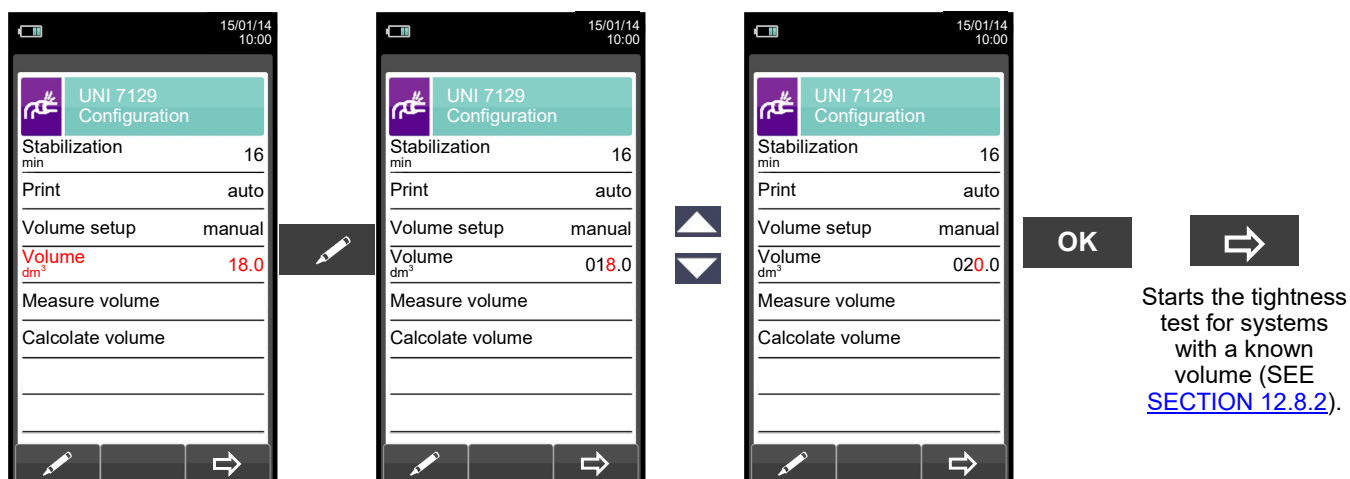 15/01/14
10:00
UNI 7129
Configuration
Stabilization
min
16
Print auto
Volume setup manual
Volume
dm³
18.0
Measure volume
Calcolate volume
15/01/14
10:00
UNI 7129
Configuration
Stabilization
min
16
Print auto
Volume setup manual
Volume
dm³
018.0
Measure volume
Calcolate volume
15/01/14
10:00
UNI 7129
Configuration
Stabilization
min
16
Print auto
Volume setup manual
Volume
dm³
020.0
Measure volume
Calcolate volume
OK
Starts the tightness
test for systems
with a known
volume (SEE
SECTION 12.8.2).